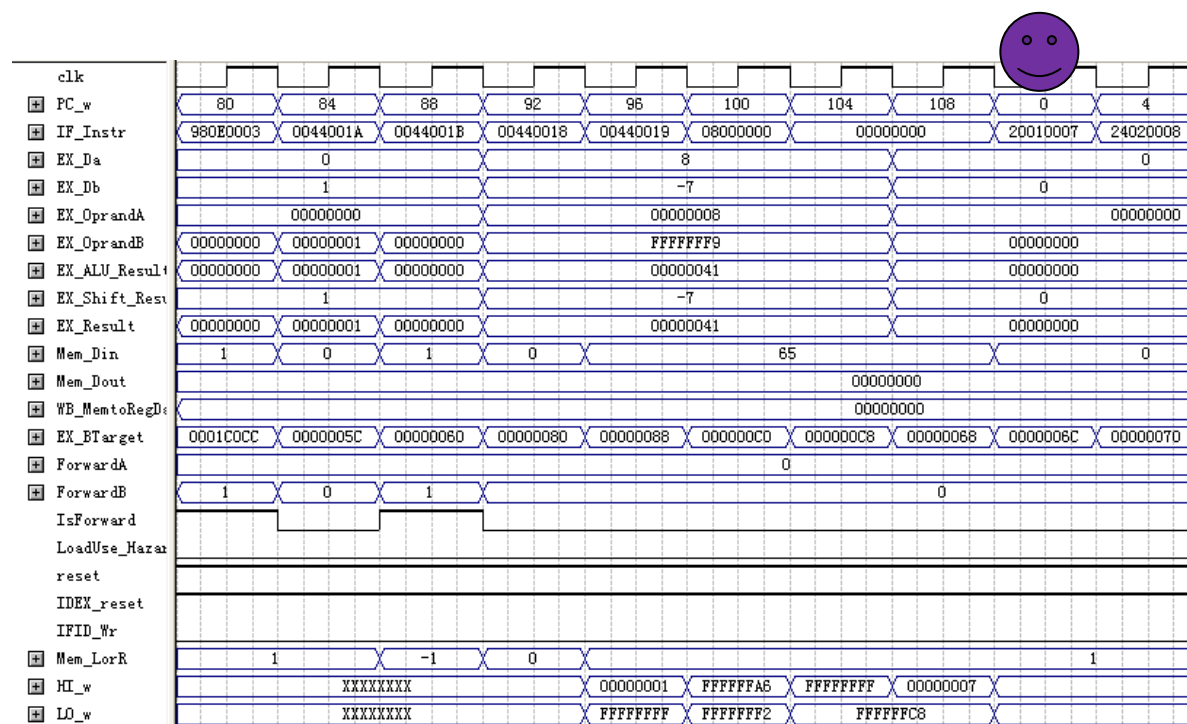 clk
PC_w 80 84 88 92 96 100 104 108 0 4
IF_Instr 980E0003 0044001A 0044001B 00440018 00440019 08000000 00000000 20010007 24020008
EX_Da 0 8 0
EX_Db 1 -7 0
EX_OprandA 00000000 00000008 00000000
EX_OprandB 00000000 00000001 00000000 FFFFFFF9 00000000
EX_ALU_Result 00000000 00000001 00000000 00000041 00000000
EX_Shift_Resu 1 -7 0
EX_Result 00000000 00000001 00000000 00000041 00000000
Mem_Din 1 0 1 0 65 0
Mem_Dout 00000000
WB_MemtoRegDa 00000000
EX_BTarget 0001C0CC 0000005C 00000060 00000080 00000088 000000C0 000000C8 00000068 0000006C 00000070
ForwardA 0
ForwardB 1 0 1 0
IsForward
LoadUse_Hazar
reset
IDEX_reset
IFID_Wr
Mem_LorR 1 -1 0 1
HI_w XXXXXXXX 00000001 FFFFFFA6 FFFFFFFF 00000007
LO_w XXXXXXXX FFFFFFFF FFFFFFF2 FFFFFFC8